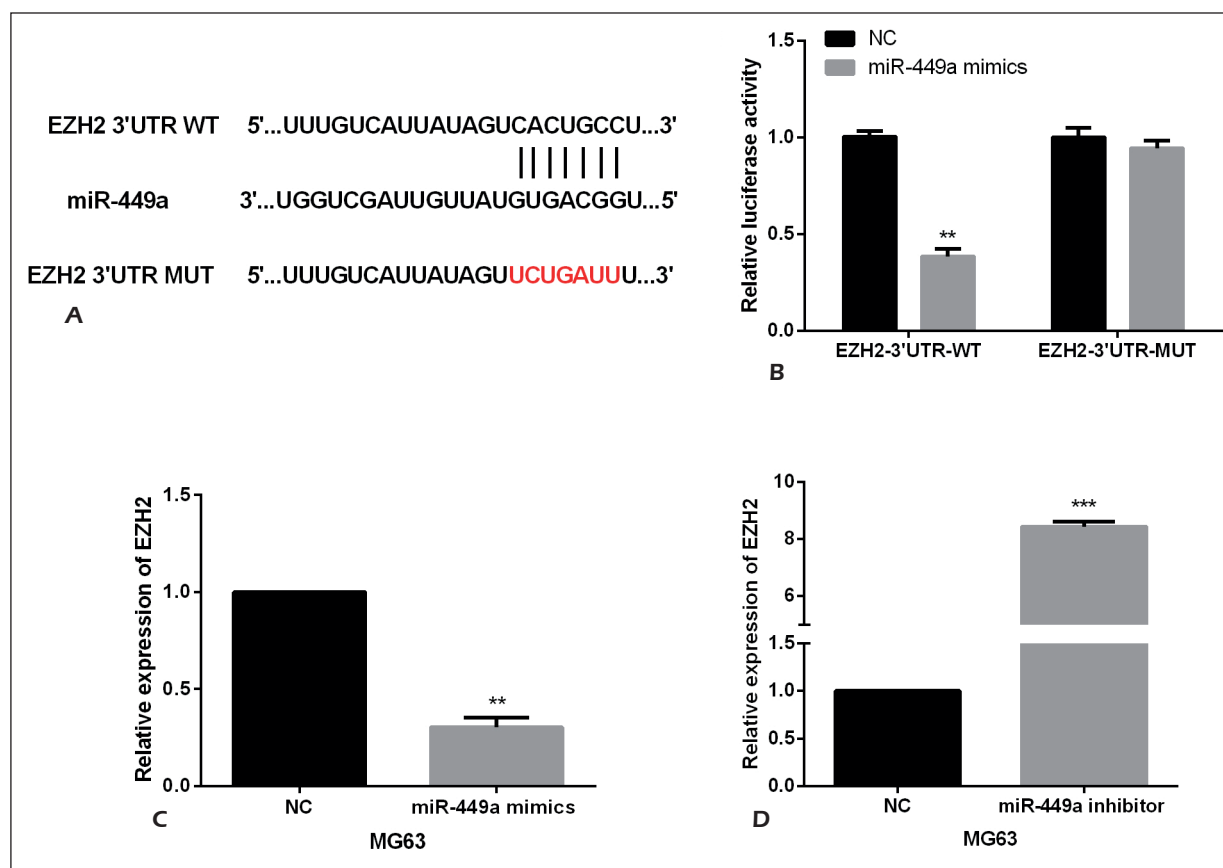 EZH2 3'UTR WT 5'...UUUGUCAUUAUAGUCACUGCCU...3'
miR-449a 3'...UGGUCGAUUGUUAUGUGACGGU...5'
EZH2 3'UTR MUT 5'...UUUGUCAUUAUAGUUCUGAUUU...3'
A
NC
miR-449a mimics
Relative luciferase activity
1.5
1.0
0.5
0.0
**
EZH2-3'UTR-WT EZH2-3'UTR-MUT
B
Relative expression of EZH2
1.5
1.0
0.5
0.0
**
NC miR-449a mimics
MG63
C
Relative expression of EZH2
10
8
6
1.5
1.0
0.5
0.0
***
NC miR-449a inhibitor
MG63
D